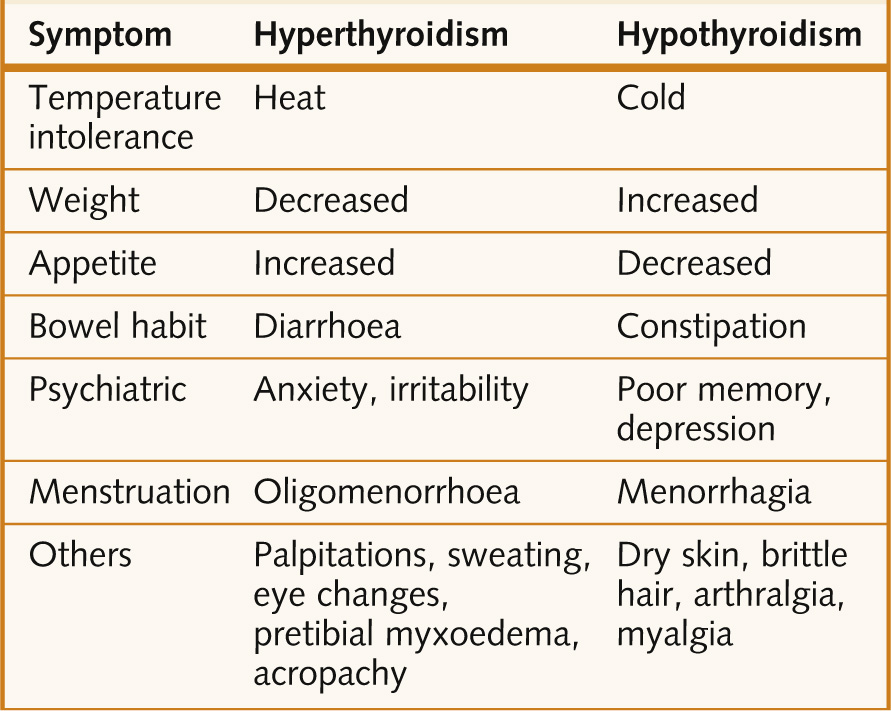 Symptom Hyperthyroidism Hypothyroidism
Temperature intolerance Heat Cold
Weight Decreased Increased
Appetite Increased Decreased
Bowel habit Diarrhoea Constipation
Psychiatric Anxiety, irritability Poor memory, depression
Menstruation Oligomenorrhoea Menorrhagia
Others Palpitations, sweating, eye changes, pretibial myxoedema, acropachy Dry skin, brittle hair, arthralgia, myalgia